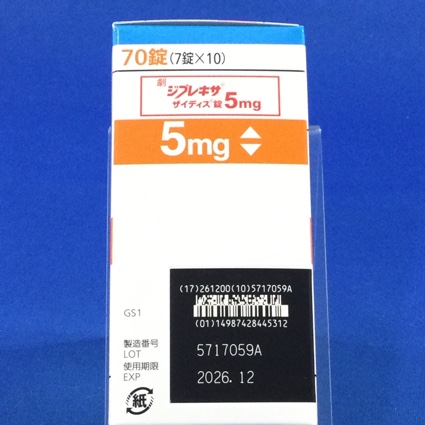 70錠(7錠×10)
劇 ジプレキサ®
ザイディス®錠5mg
5mg
(17)261200(10)5717059A
(01)14987428445312
GS1
製造番号
LOT 5717059A
使用期限
EXP 2026.12
紙